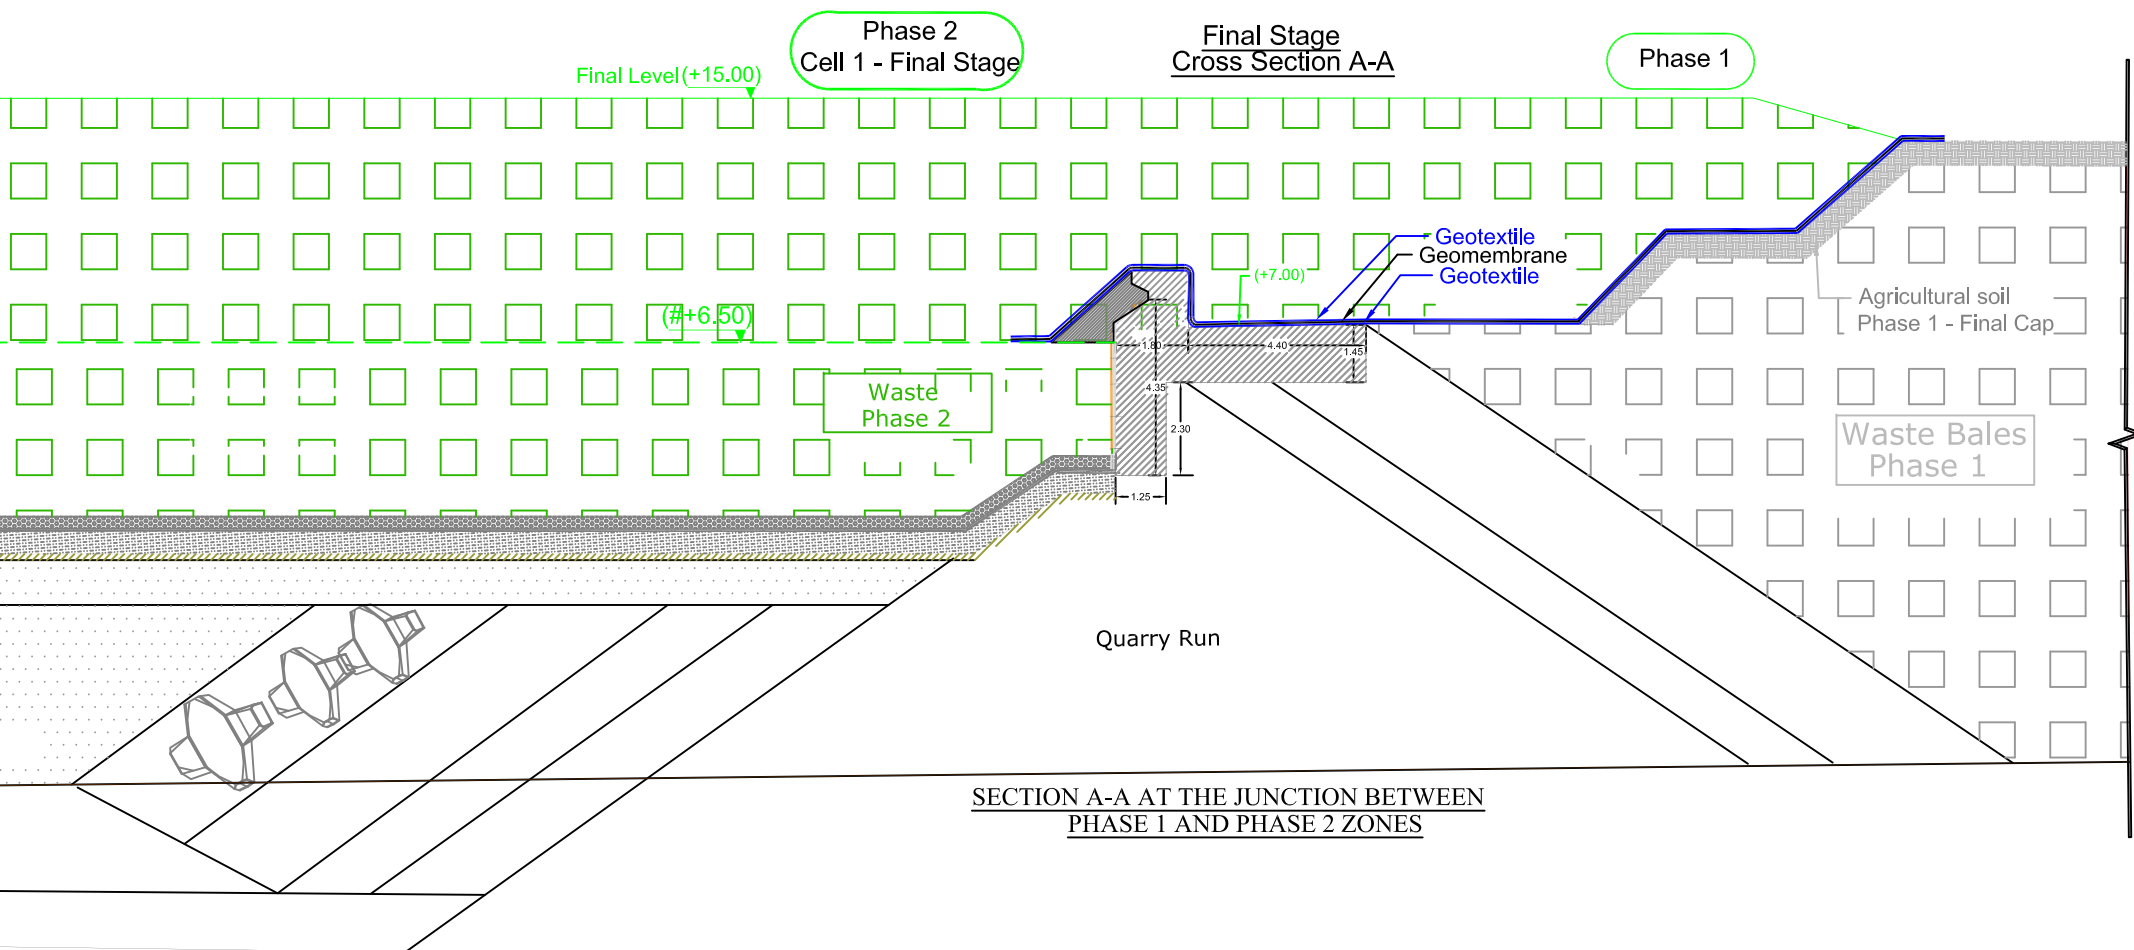 Phase 2
Cell 1 - Final Stage
Final Stage
Cross Section A-A
Phase 1
Final Level(+15.00)
Geotextile
Geomembrane
Geotextile
(+7.00)
(#+6.50)
Agricultural soil
Phase 1 - Final Cap
1.80
4.40
1.45
4.35
2.30
1.25
Waste
Phase 2
Waste Bales
Phase 1
Quarry Run
SECTION A-A AT THE JUNCTION BETWEEN
PHASE 1 AND PHASE 2 ZONES